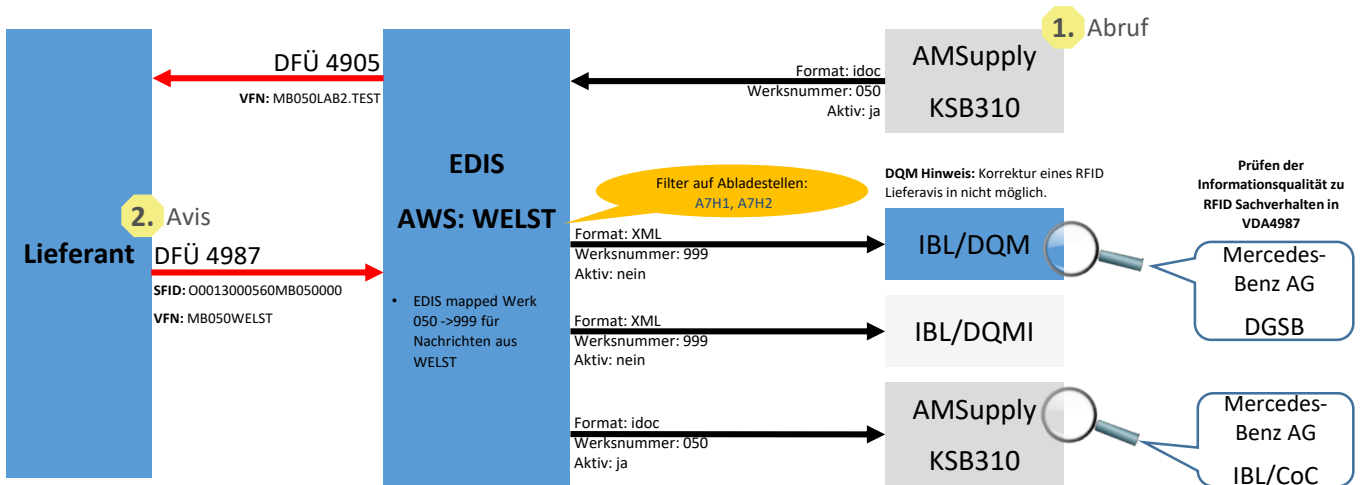 1. Abruf
AMSupply
KSB310
Format: idoc
Werksnummer: 050
Aktiv: ja
DFÜ 4905
VFN: MB050LAB2.TEST
EDIS
AWS: WELST
• EDIS mapped Werk
050 ->999 für
Nachrichten aus
WELST
Lieferant
2. Avis
DFÜ 4987
SFID: O0013000560MB050000
VFN: MB050WELST
Filter auf Abladestellen:
A7H1, A7H2
DQM Hinweis: Korrektur eines RFID
Lieferavis in nicht möglich.
Prüfen der
Informationsqualität zu
RFID Sachverhalten in
VDA4987
Format: XML
Werksnummer: 999
Aktiv: nein
IBL/DQM
Mercedes-
Benz AG
DGSB
Format: XML
Werksnummer: 999
Aktiv: nein
IBL/DQMI
Format: idoc
Werksnummer: 050
Aktiv: ja
AMSupply
KSB310
Mercedes-
Benz AG
IBL/CoC